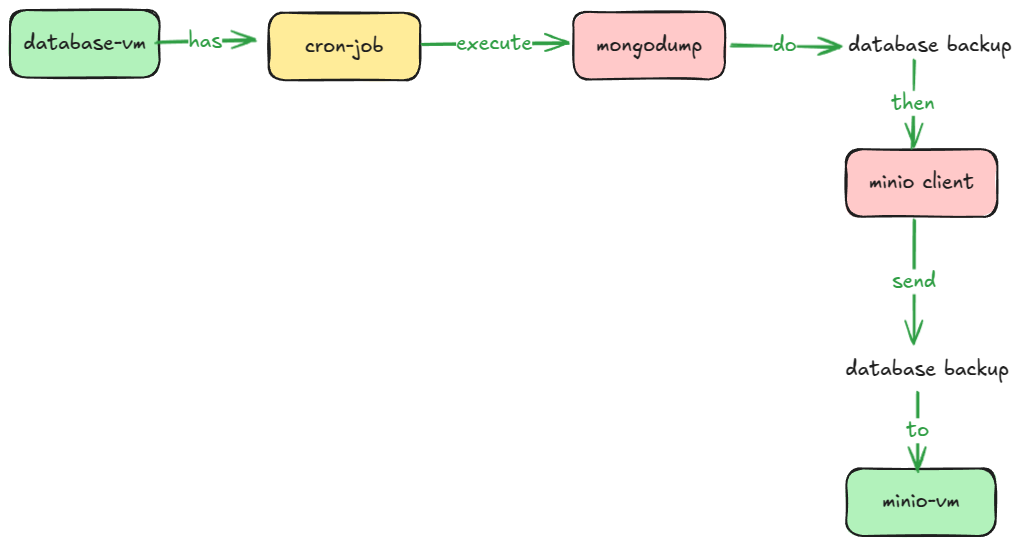 database-vm
has
cron-job
execute
mongodump
do
database backup
then
minio client
send
database backup
to
minio-vm